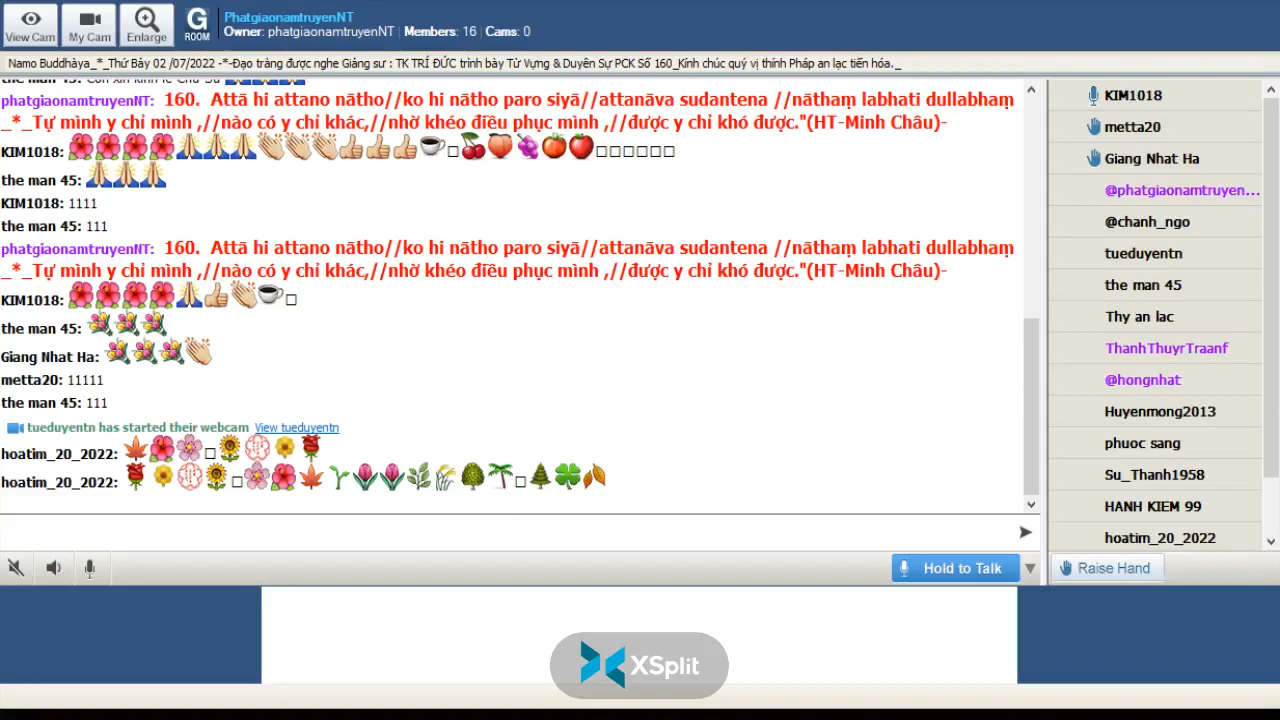 View Cam
My Cam
Enlarge
G
ROOM
PhatgiaonamtruyenNT
Owner: phatgiaonamtruyenNT | Members: 16 | Cams: 0
Namo Buddhàya_*_Thứ Bảy 02 /07/2022 -*-Đạo tràng được nghe Giảng sư : TK TRÍ ĐỨC trình bày Từ Vựng & Duyên Sự PCK Số 160_Kính chúc quý vị thính Pháp an lạc tiến hóa._
phatgiaonamtruyenNT: 160. Attā hi attano nātho//ko hi nātho paro siyā//attanāva sudantena //nāthaṃ labhati dullabhaṃ
_*_Tự mình y chỉ mình ,//nào có y chỉ khác,//nhờ khéo điều phục mình ,//được y chỉ khó được."(HT-Minh Châu)-
KIM1018:
the man 45:
KIM1018: 1111
the man 45: 111
phatgiaonamtruyenNT: 160. Attā hi attano nātho//ko hi nātho paro siyā//attanāva sudantena //nāthaṃ labhati dullabhaṃ
_*_Tự mình y chỉ mình ,//nào có y chỉ khác,//nhờ khéo điều phục mình ,//được y chỉ khó được."(HT-Minh Châu)-
KIM1018:
the man 45:
Giang Nhat Ha:
metta20: 11111
the man 45: 111
tueduyentn has started their webcam View tueduyentn
hoatim_20_2022:
hoatim_20_2022:
Hold to Talk
KIM1018
metta20
Giang Nhat Ha
@phatgiaonamtruyen...
@chanh_ngo
tueduyentn
the man 45
Thy an lac
ThanhThuyrTraanf
@hongnhat
Huyenmong2013
phuoc sang
Su_Thanh1958
HANH KIEM 99
hoatim_20_2022
Raise Hand
XSplit